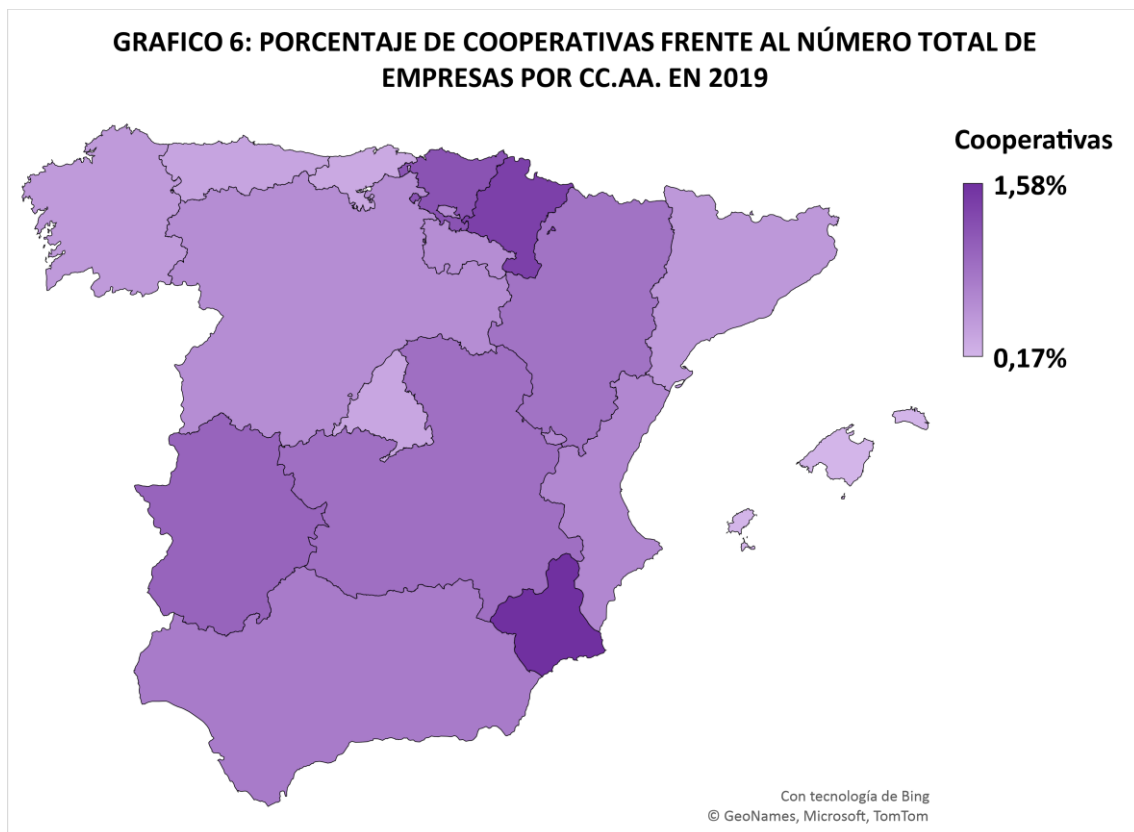 GRAFICO 6: PORCENTAJE DE COOPERATIVAS FRENTE AL NÚMERO TOTAL DE
EMPRESAS POR CC.AA. EN 2019
Cooperativas
1,58%
0,17%
Con tecnología de Bing
© GeoNames, Microsoft, TomTom